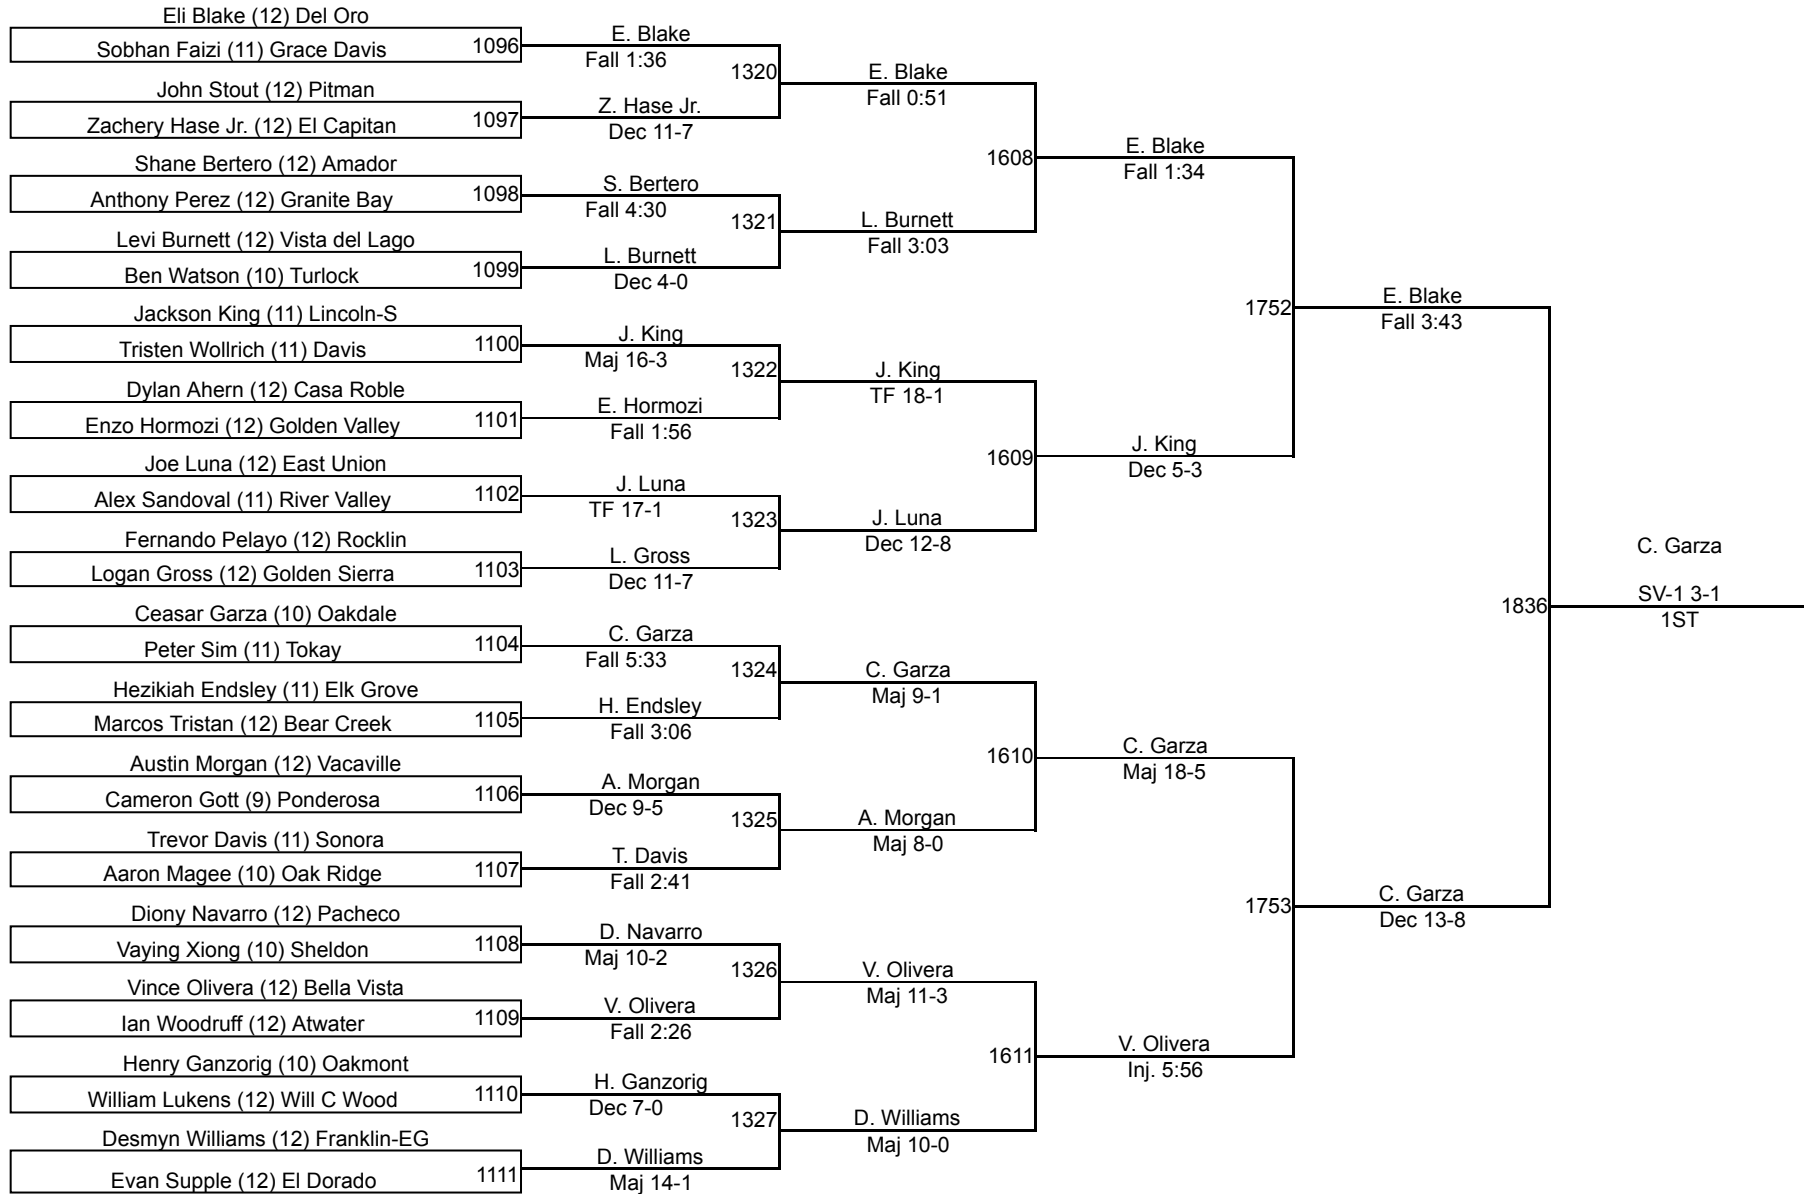 Eli Blake (12) Del Oro
Sobhan Faizi (11) Grace Davis
1096
John Stout (12) Pitman
Zachery Hase Jr. (12) El Capitan
1097
Shane Bertero (12) Amador
Anthony Perez (12) Granite Bay
1098
Levi Burnett (12) Vista del Lago
Ben Watson (10) Turlock
1099
Jackson King (11) Lincoln-S
Tristen Wollrich (11) Davis
1100
Dylan Ahern (12) Casa Roble
Enzo Hormozi (12) Golden Valley
1101
Joe Luna (12) East Union
Alex Sandoval (11) River Valley
1102
Fernando Pelayo (12) Rocklin
Logan Gross (12) Golden Sierra
1103
Ceasar Garza (10) Oakdale
Peter Sim (11) Tokay
1104
Hezikiah Endsley (11) Elk Grove
Marcos Tristan (12) Bear Creek
1105
Austin Morgan (12) Vacaville
Cameron Gott (9) Ponderosa
1106
Trevor Davis (11) Sonora
Aaron Magee (10) Oak Ridge
1107
Diony Navarro (12) Pacheco
Vaying Xiong (10) Sheldon
1108
Vince Olivera (12) Bella Vista
Ian Woodruff (12) Atwater
1109
Henry Ganzorig (10) Oakmont
William Lukens (12) Will C Wood
1110
Desmyn Williams (12) Franklin-EG
Evan Supple (12) El Dorado
1111
E. Blake
Fall 1:36
1320
Z. Hase Jr.
Dec 11-7
S. Bertero
Fall 4:30
1321
L. Burnett
Dec 4-0
J. King
Maj 16-3
1322
E. Hormozi
Fall 1:56
J. Luna
TF 17-1
1323
L. Gross
Dec 11-7
C. Garza
Fall 5:33
1324
H. Endsley
Fall 3:06
A. Morgan
Dec 9-5
1325
T. Davis
Fall 2:41
D. Navarro
Maj 10-2
1326
V. Olivera
Fall 2:26
H. Ganzorig
Dec 7-0
1327
D. Williams
Maj 14-1
E. Blake
Fall 0:51
1608
L. Burnett
Fall 3:03
J. King
TF 18-1
1609
J. Luna
Dec 12-8
C. Garza
Maj 9-1
1610
A. Morgan
Maj 8-0
V. Olivera
Maj 11-3
1611
D. Williams
Maj 10-0
E. Blake
Fall 1:34
1752
J. King
Dec 5-3
C. Garza
Maj 18-5
1753
V. Olivera
Inj. 5:56
E. Blake
Fall 3:43
1836
C. Garza
Dec 13-8
C. Garza
SV-1 3-1
1ST